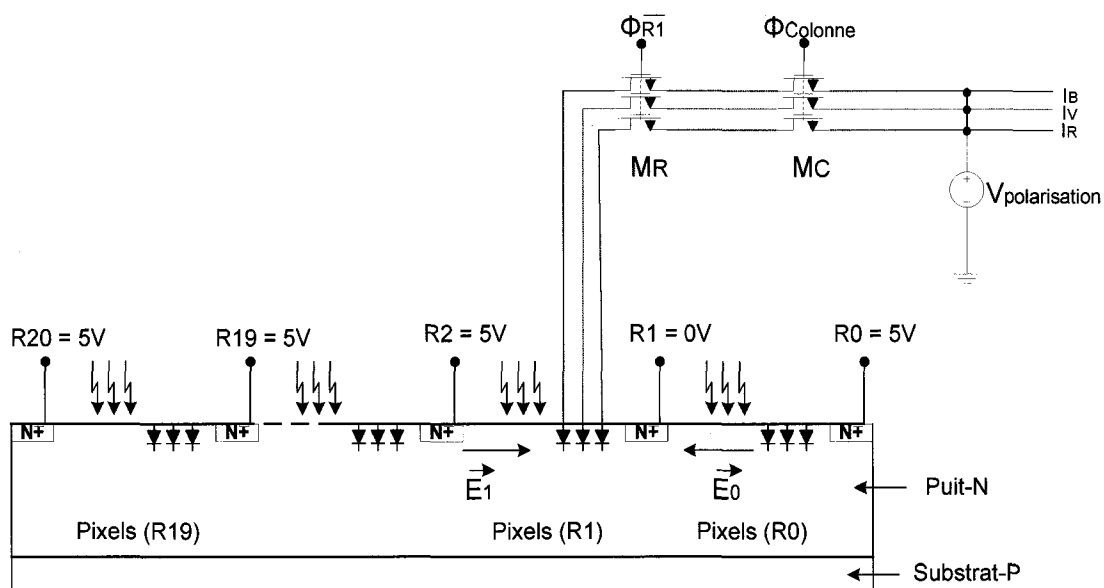 ΦR1 ΦColonne
IB
IV
IR
MR MC
+
-
Vpolarisation
R20 = 5V R19 = 5V R2 = 5V R1 = 0V R0 = 5V
N+ N+ N+ N+ N+
E1 E0
Puit-N
Pixels (R19) Pixels (R1) Pixels (R0)
Substrat-P